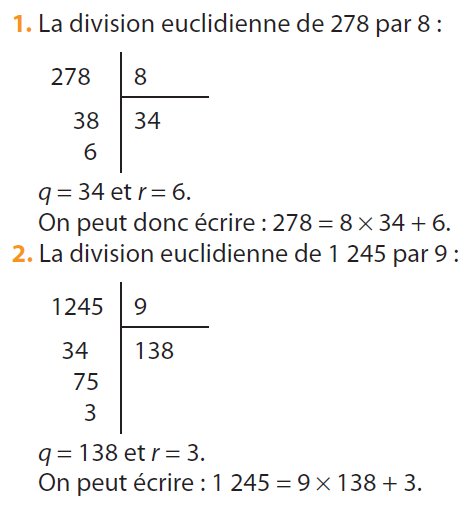 1. La division euclidienne de 278 par 8 :
278 8
38 34
6
q = 34 et r = 6.
On peut donc écrire : 278 = 8 × 34 + 6.
2. La division euclidienne de 1 245 par 9 :
1245 9
34 138
75
3
q = 138 et r = 3.
On peut écrire : 1 245 = 9 × 138 + 3.